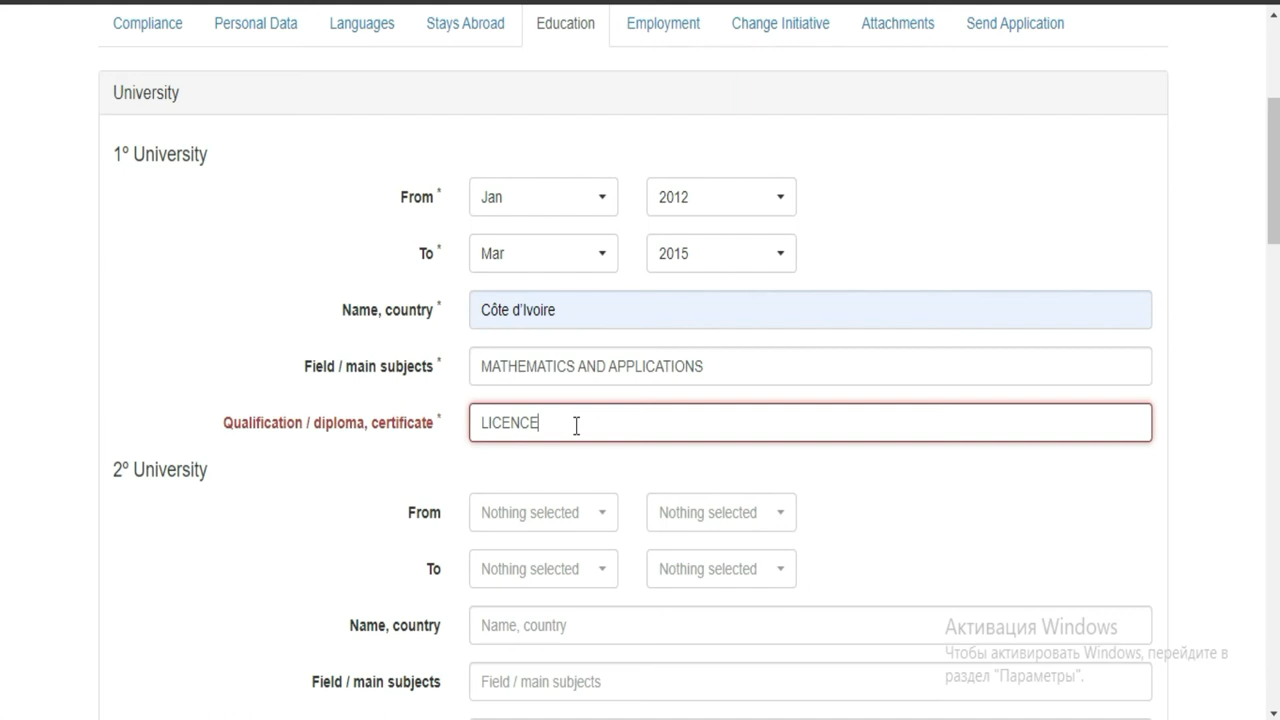 Compliance Personal Data Languages Stays Abroad Education Employment Change Initiative Attachments Send Application
University
1º University
From * Jan 2012
To * Mar 2015
Name, country * Côte d'Ivoire
Field / main subjects * MATHEMATICS AND APPLICATIONS
Qualification / diploma, certificate * LICENCE
2º University
From Nothing selected Nothing selected
To Nothing selected Nothing selected
Name, country Name, country
Активация Windows
Чтобы активировать Windows, перейдите в
раздел "Параметры".
Field / main subjects Field / main subjects